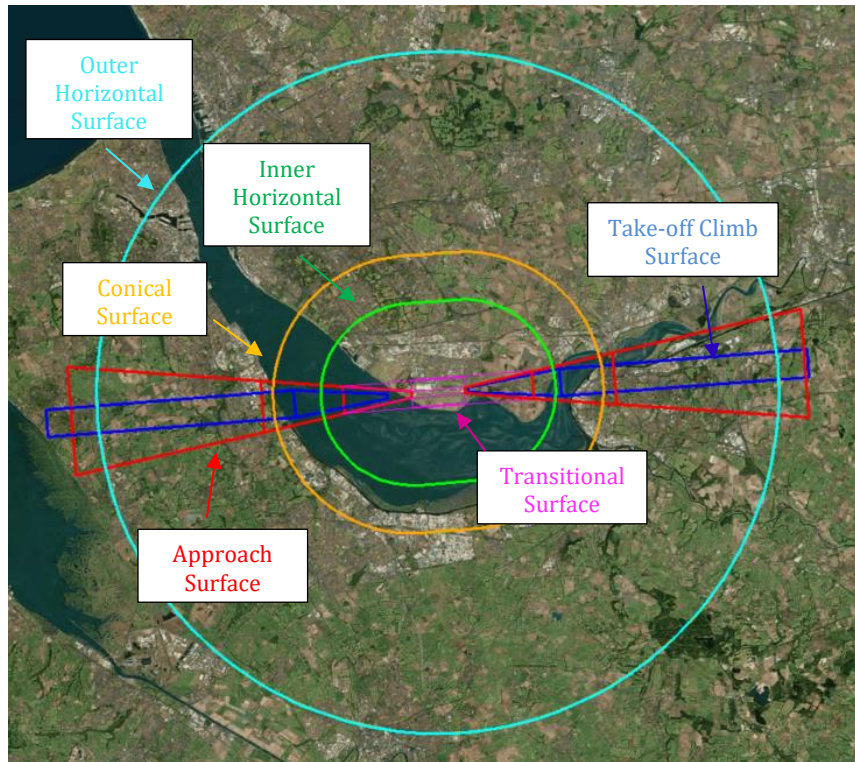 Outer
Horizontal
Surface
Inner
Horizontal
Surface
Take-off Climb
Surface
Conical
Surface
Transitional
Surface
Approach
Surface